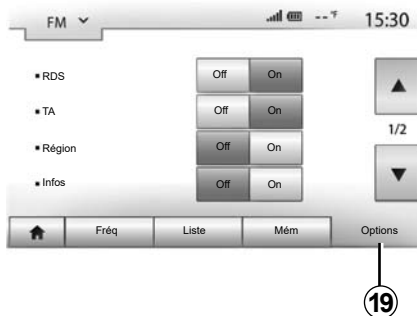 FM -- °F 15:30
RDS Off On
TA Off On
1/2
Région Off On
Infos Off On
Fréq Liste Mém Options
19